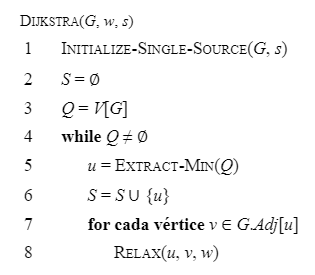 DIJKSTRA(G, w, s)
1 INITIALIZE-SINGLE-SOURCE(G, s)
2 S = Ø
3 Q = V[G]
4 while Q ≠ Ø
5 u = EXTRACT-MIN(Q)
6 S = S ∪ {u}
7 for cada vértice v ∈ G.Adj[u]
8 RELAX(u, v, w)